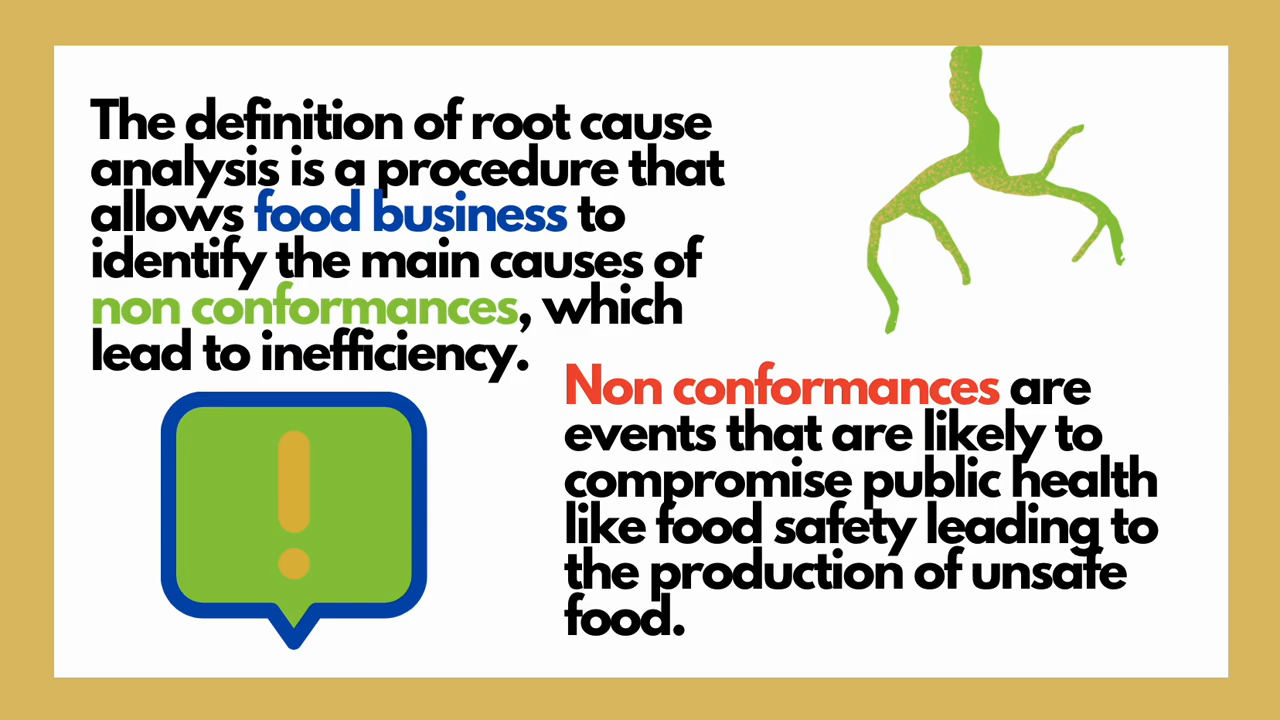 The definition of root cause
analysis is a procedure that
allows food business to
identify the main causes of
non conformances, which
lead to inefficiency.
Non conformances are
events that are likely to
compromise public health
like food safety leading to
the production of unsafe
food.